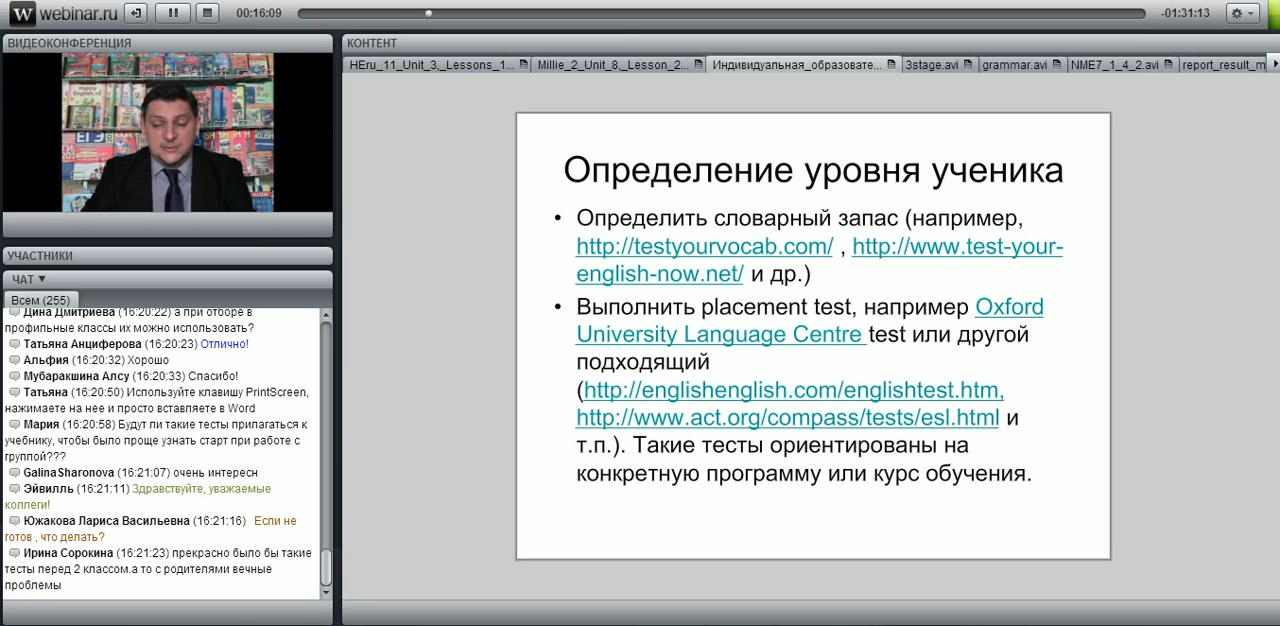 W webinar.ru
00:16:09
-01:31:13
ВИДЕОКОНФЕРЕНЦИЯ
Happy English.ru
ЕГЭ
УЧАСТНИКИ
ЧАТ ▼
Всем (255)
Дина Дмитриева (16:20:22) а при отборе в
профильные классы их можно использовать?
Татьяна Анциферова (16:20:23) Отлично!
Альфия (16:20:32) Хорошо
Мубаракшина Алсу (16:20:33) Спасибо!
Татьяна (16:20:50) Используйте клавишу PrintScreen,
нажимаете на нее и просто вставляете в Word
Мария (16:20:58) Будут ли такие тесты прилагаться к
учебнику, чтобы было проще узнать старт при работе с
группой???
GalinaSharonova (16:21:07) очень интересн
Эйвилль (16:21:11) Здравствуйте, уважаемые
коллеги!
Южакова Лариса Васильевна (16:21:16) Если не
готов , что делать?
Ирина Сорокина (16:21:23) прекрасно было бы такие
тесты перед 2 классом.а то с родителями вечные
проблемы
КОНТЕНТ
HEru_11_Unit_3,_Lessons_1... Millie_2_Unit_8,_Lesson_2... Индивидуальная_образовате... 3stage.avi grammar.avi NME7_1_4_2.avi report_result_m
Определение уровня ученика
• Определить словарный запас (например,
http://testyourvocab.com/ , http://www.test-your-
english-now.net/ и др.)
• Выполнить placement test, например Oxford
University Language Centre test или другой
подходящий
(http://englishenglish.com/englishtest.htm,
http://www.act.org/compass/tests/esl.html и
т.п.). Такие тесты ориентированы на
конкретную программу или курс обучения.